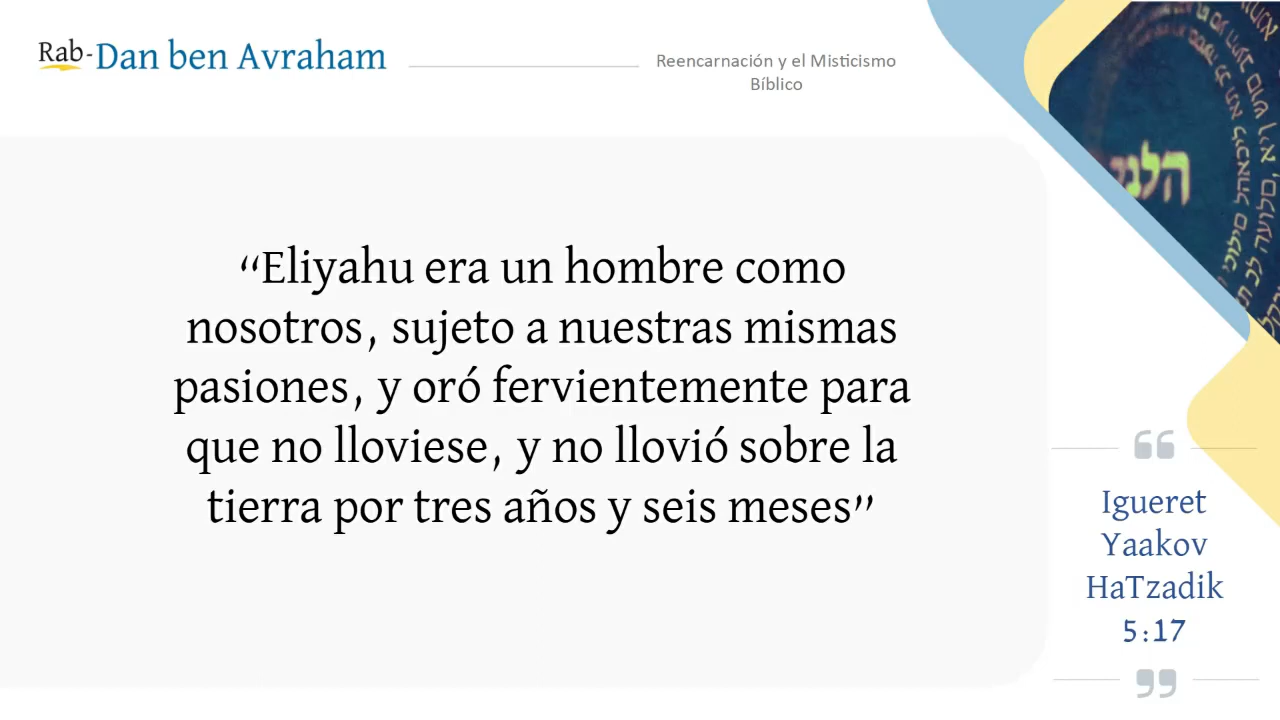 Rab-Dan ben Avraham
Reencarnación y el Misticismo
Bíblico
“Eliyahu era un hombre como
nosotros, sujeto a nuestras mismas
pasiones, y oró fervientemente para
que no lloviese, y no llovió sobre la
tierra por tres años y seis meses”
Igueret
Yaakov
HaTzadik
5:17